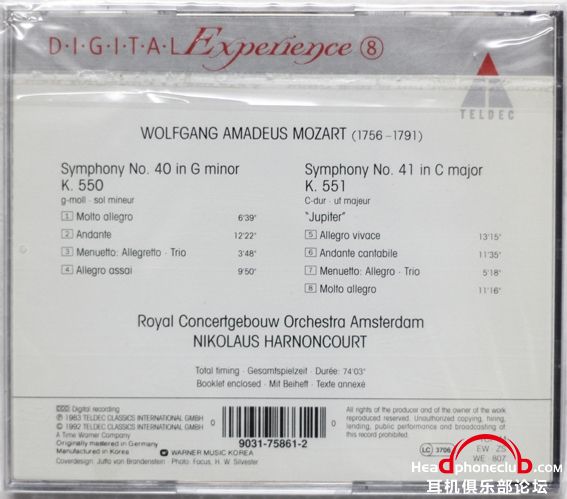 D·I·G·I·T·A·L Experience ⑧
TELDEC
WOLFGANG AMADEUS MOZART (1756–1791)
Symphony No. 40 in G minor
K. 550
g-moll · sol mineur
1 Molto allegro 6'39"
2 Andante 12'22"
3 Menuetto: Allegretto · Trio 3'48"
4 Allegro assai 9'50"
Symphony No. 41 in C major
K. 551
C-dur · ut majeur
"Jupiter"
5 Allegro vivace 13'15"
6 Andante cantabile 11'35"
7 Menuetto: Allegro · Trio 5'18"
8 Molto allegro 11'16"
Royal Concertgebouw Orchestra Amsterdam
NIKOLAUS HARNONCOURT
Total timing · Gesamtspielzeit · Durée: 74'03"
Booklet enclosed · Mit Beiheft · Texte annexé
DDD Digital recording
℗ 1983 TELDEC CLASSICS INTERNATIONAL GMBH
© 1992 TELDEC CLASSICS INTERNATIONAL GMBH
A Time Warner Company
Originally mastered in Germany
Manufactured in Korea
WARNER MUSIC KOREA
Coverdesign: Jutta von Brandenstein · Photo: Focus, H. W. Silvester
9031-75861-2
All rights of the producer and of the owner of the work
reproduced reserved. Unauthorized copying, hiring,
lending, public performance and broadcasting of
this record prohibited.
LC 3706
EW · ZS
WE 807
Headphoneclub.com
耳机俱乐部论坛